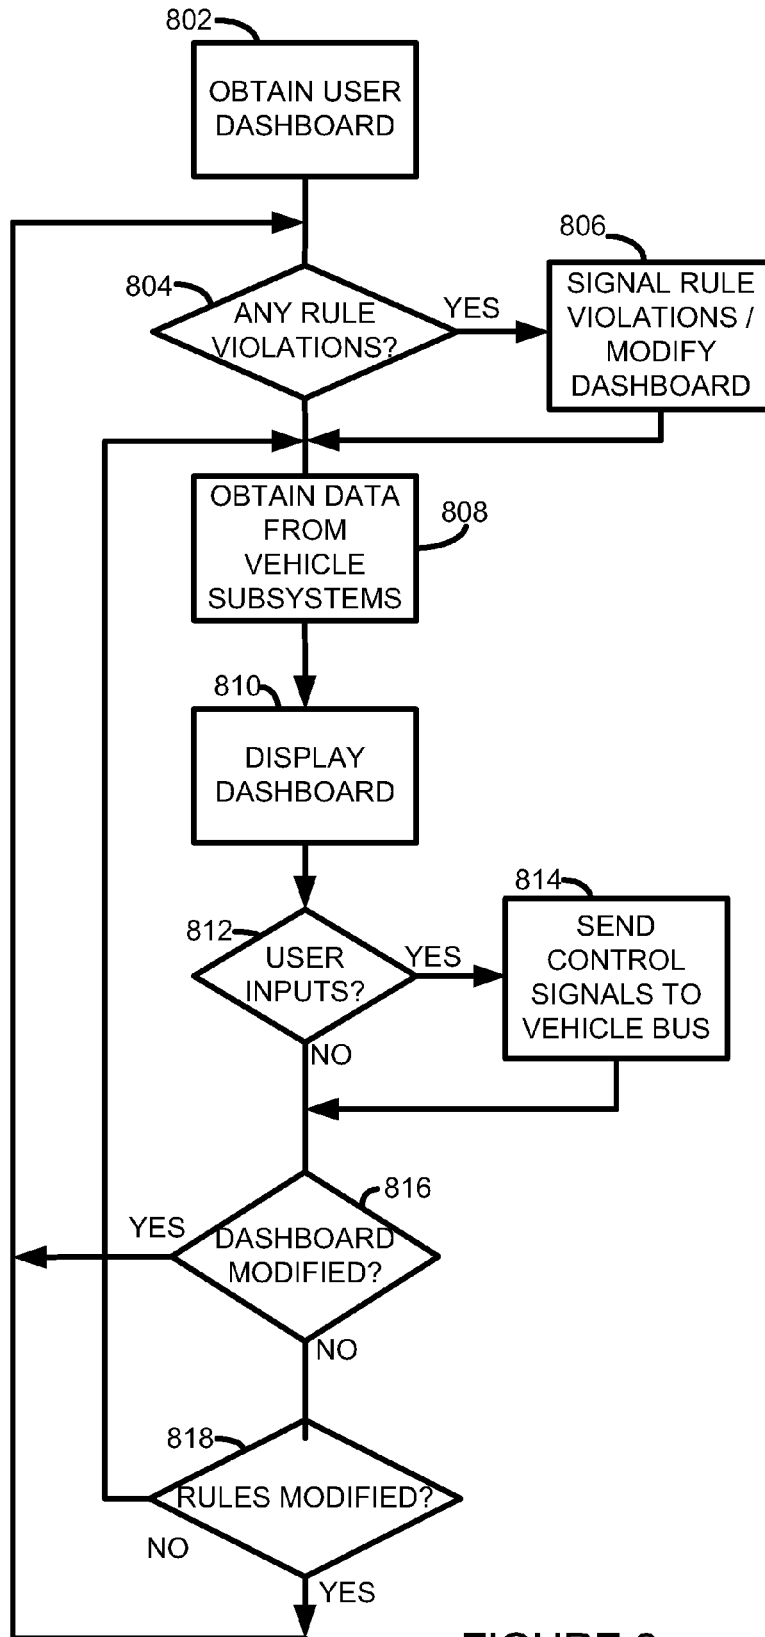 802
OBTAIN USER
DASHBOARD
804
ANY RULE
VIOLATIONS?
YES
806
SIGNAL RULE
VIOLATIONS /
MODIFY
DASHBOARD
OBTAIN DATA
FROM
VEHICLE
SUBSYSTEMS
808
810
DISPLAY
DASHBOARD
812
USER
INPUTS?
YES
NO
814
SEND
CONTROL
SIGNALS TO
VEHICLE BUS
816
YES
DASHBOARD
MODIFIED?
NO
818
RULES MODIFIED?
NO
YES
FIGURE